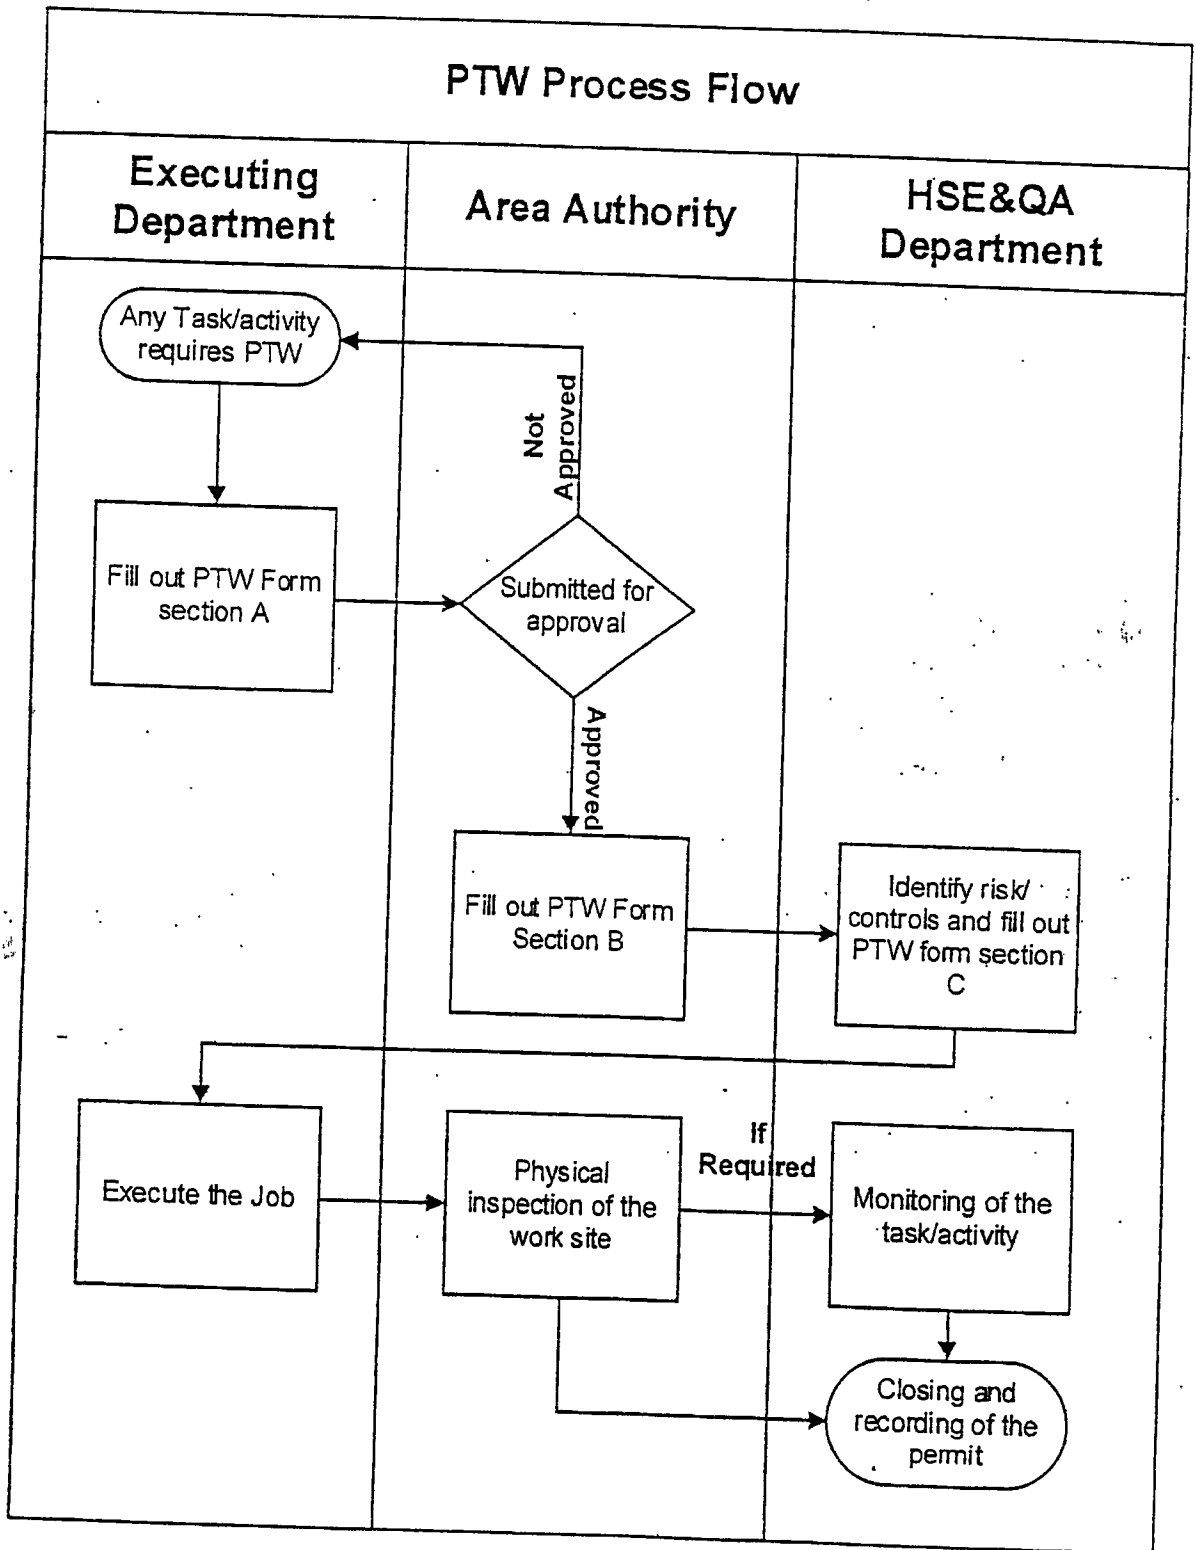 PTW Process Flow
Executing
Department
Area Authority
HSE&QA
Department
Any Task/activity
requires PTW
Not
Approved
Fill out PTW Form
section A
Submitted for
approval
Approved
Fill out PTW Form
Section B
Identify risk/
controls and fill out
PTW form section
C
Execute the Job
Physical
inspection of the
work site
If
Required
Monitoring of the
task/activity
Closing and
recording of the
permit